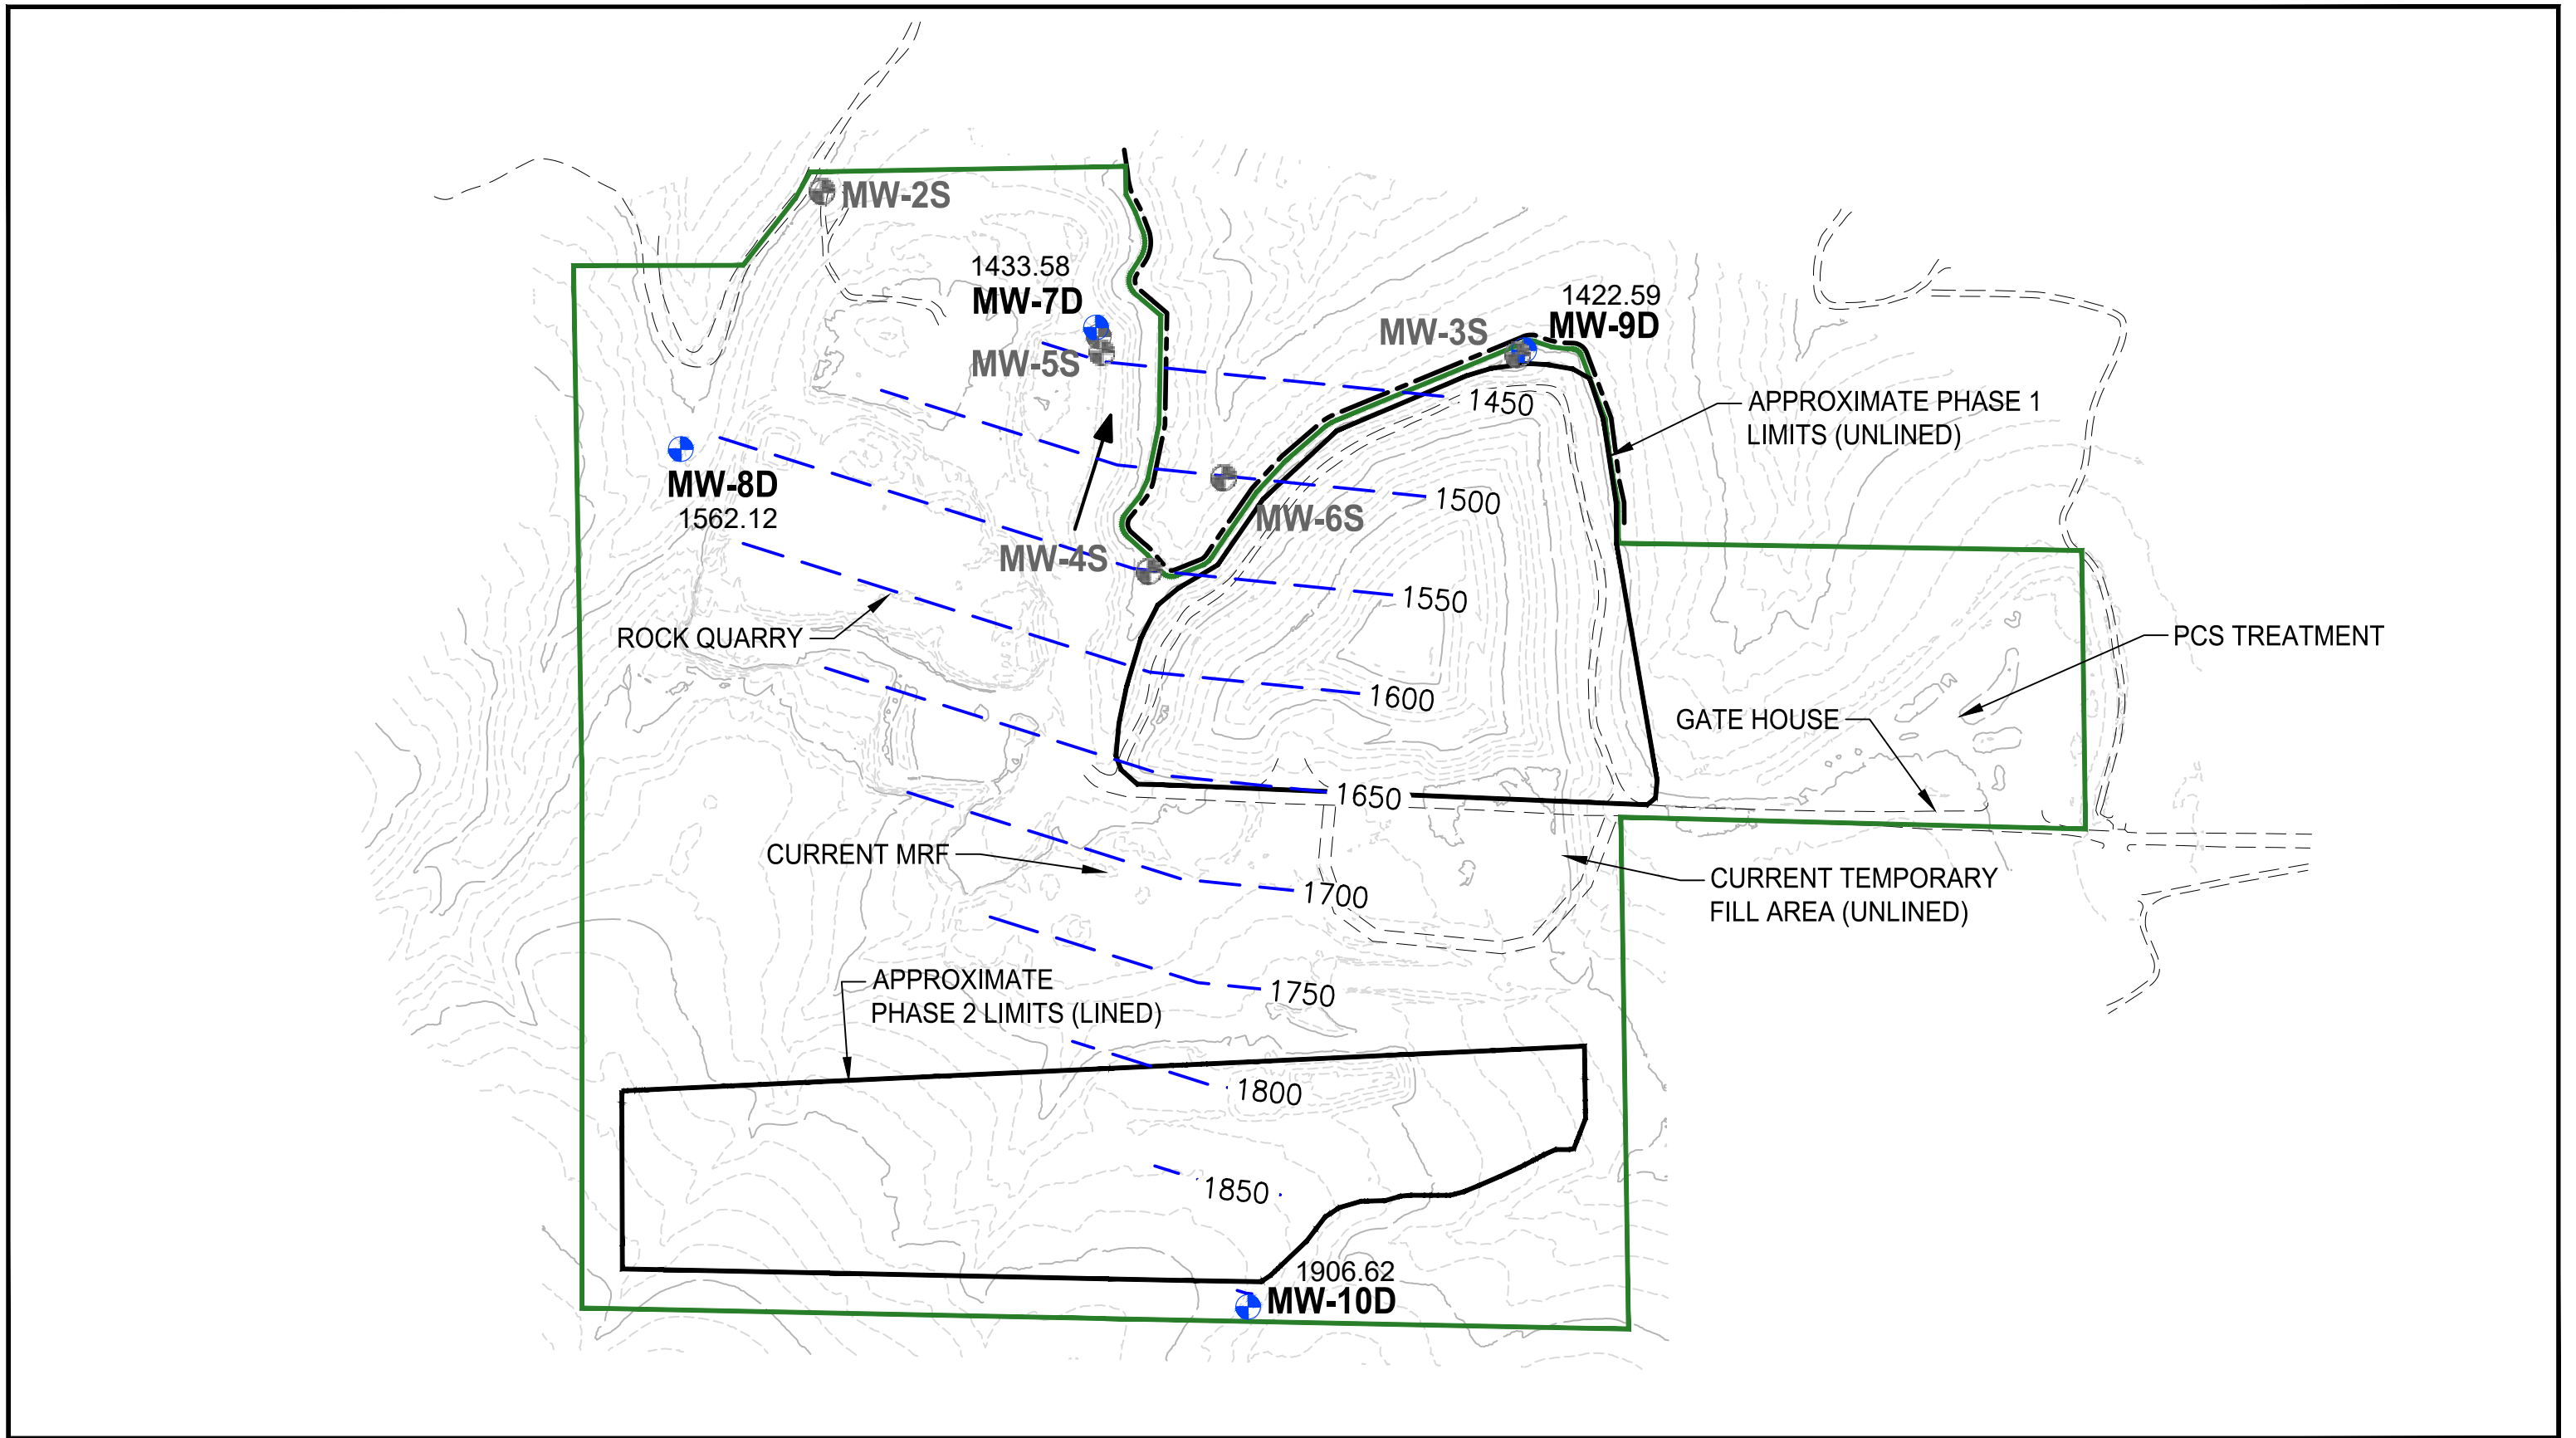 MW-2S
1433.58
MW-7D
1422.59
MW-9D
MW-3S
MW-5S
1450
APPROXIMATE PHASE 1
LIMITS (UNLINED)
MW-8D
1562.12
1500
MW-6S
MW-4S
1550
ROCK QUARRY
PCS TREATMENT
1600
GATE HOUSE
1650
CURRENT MRF
1700
CURRENT TEMPORARY
FILL AREA (UNLINED)
APPROXIMATE
PHASE 2 LIMITS (LINED)
1750
1800
1850
1906.62
MW-10D